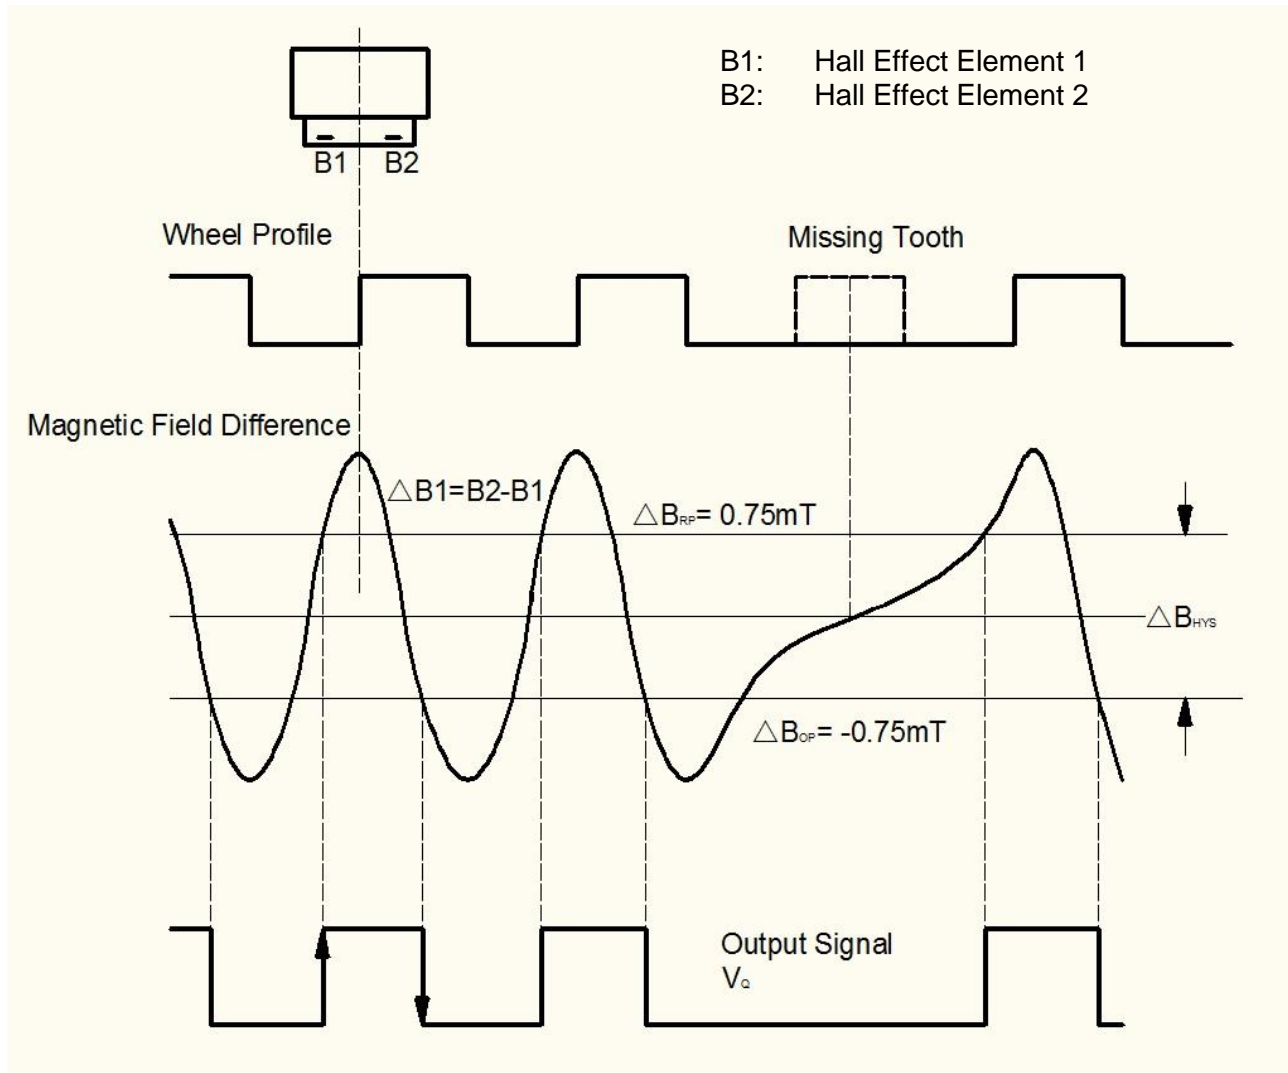 B1: Hall Effect Element 1
B2: Hall Effect Element 2
B1 B2
Wheel Profile
Missing Tooth
Magnetic Field Difference
△B1=B2-B1
△BRP= 0.75mT
△BHYS
△BOP= -0.75mT
Output Signal
VQ